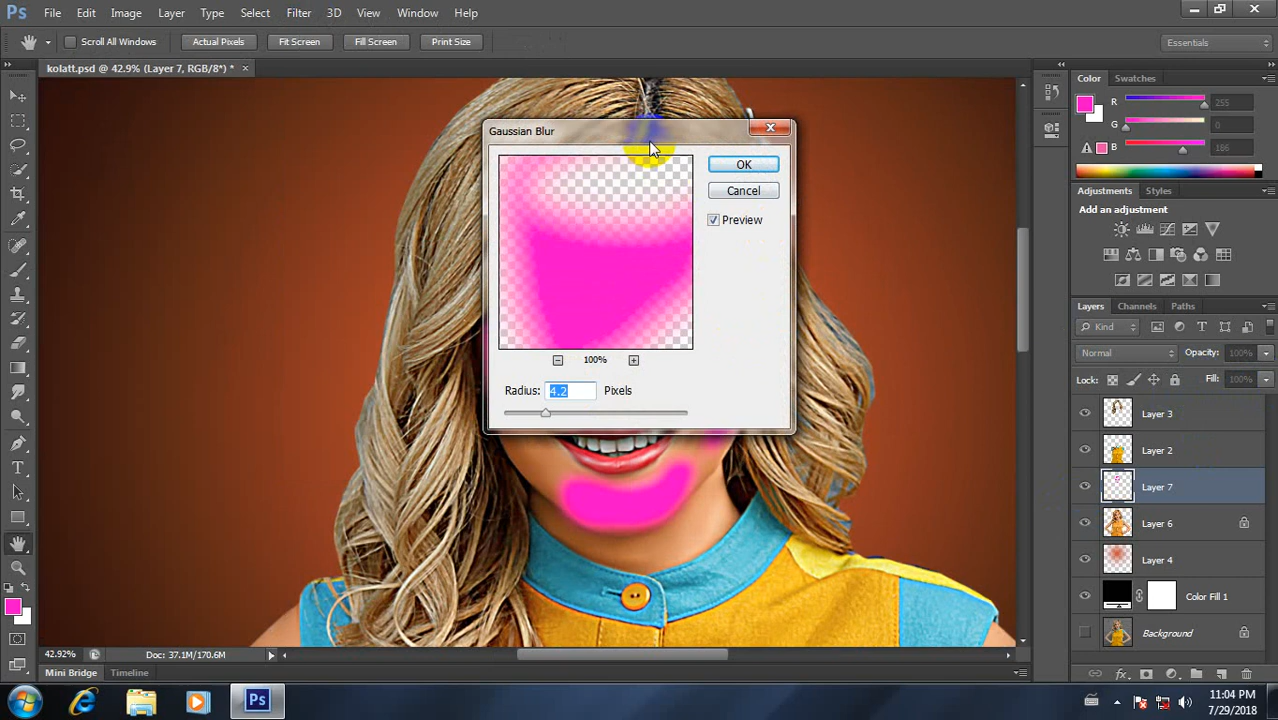 Ps File Edit Image Layer Type Select Filter 3D View Window Help
Scroll All Windows Actual Pixels Fit Screen Fill Screen Print Size Essentials
kolatt.psd @ 42.9% (Layer 7, RGB/8*) *
Color Swatches
R 255
G 0
B 186
Adjustments Styles
Add an adjustment
Layers Channels Paths
Kind
Normal Opacity: 100%
Lock: Fill: 100%
Layer 3
Layer 2
Layer 7
Layer 6
Layer 4
Color Fill 1
Background
Gaussian Blur
OK
Cancel
Preview
100%
Radius: 4.2 Pixels
42.92% Doc: 37.1M/170.6M
Mini Bridge Timeline
Ps
11:04 PM
7/29/2018